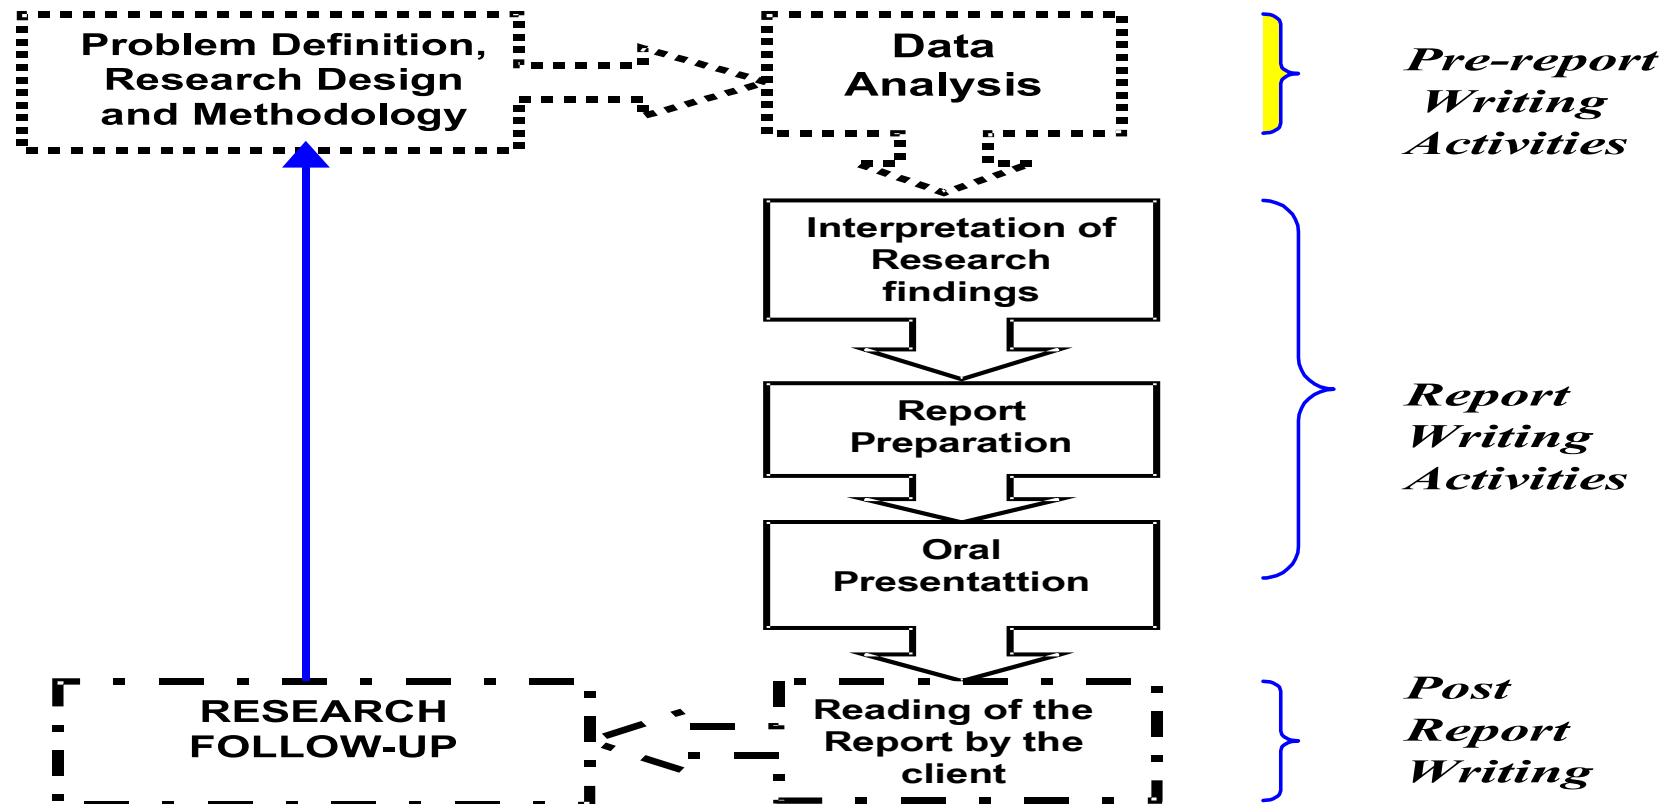 Problem Definition,
Research Design
and Methodology
Data
Analysis
Pre-report
Writing
Activities
Interpretation of
Research
findings
Report
Preparation
Oral
Presentattion
Report
Writing
Activities
RESEARCH
FOLLOW-UP
Reading of the
Report by the
client
Post
Report
Writing